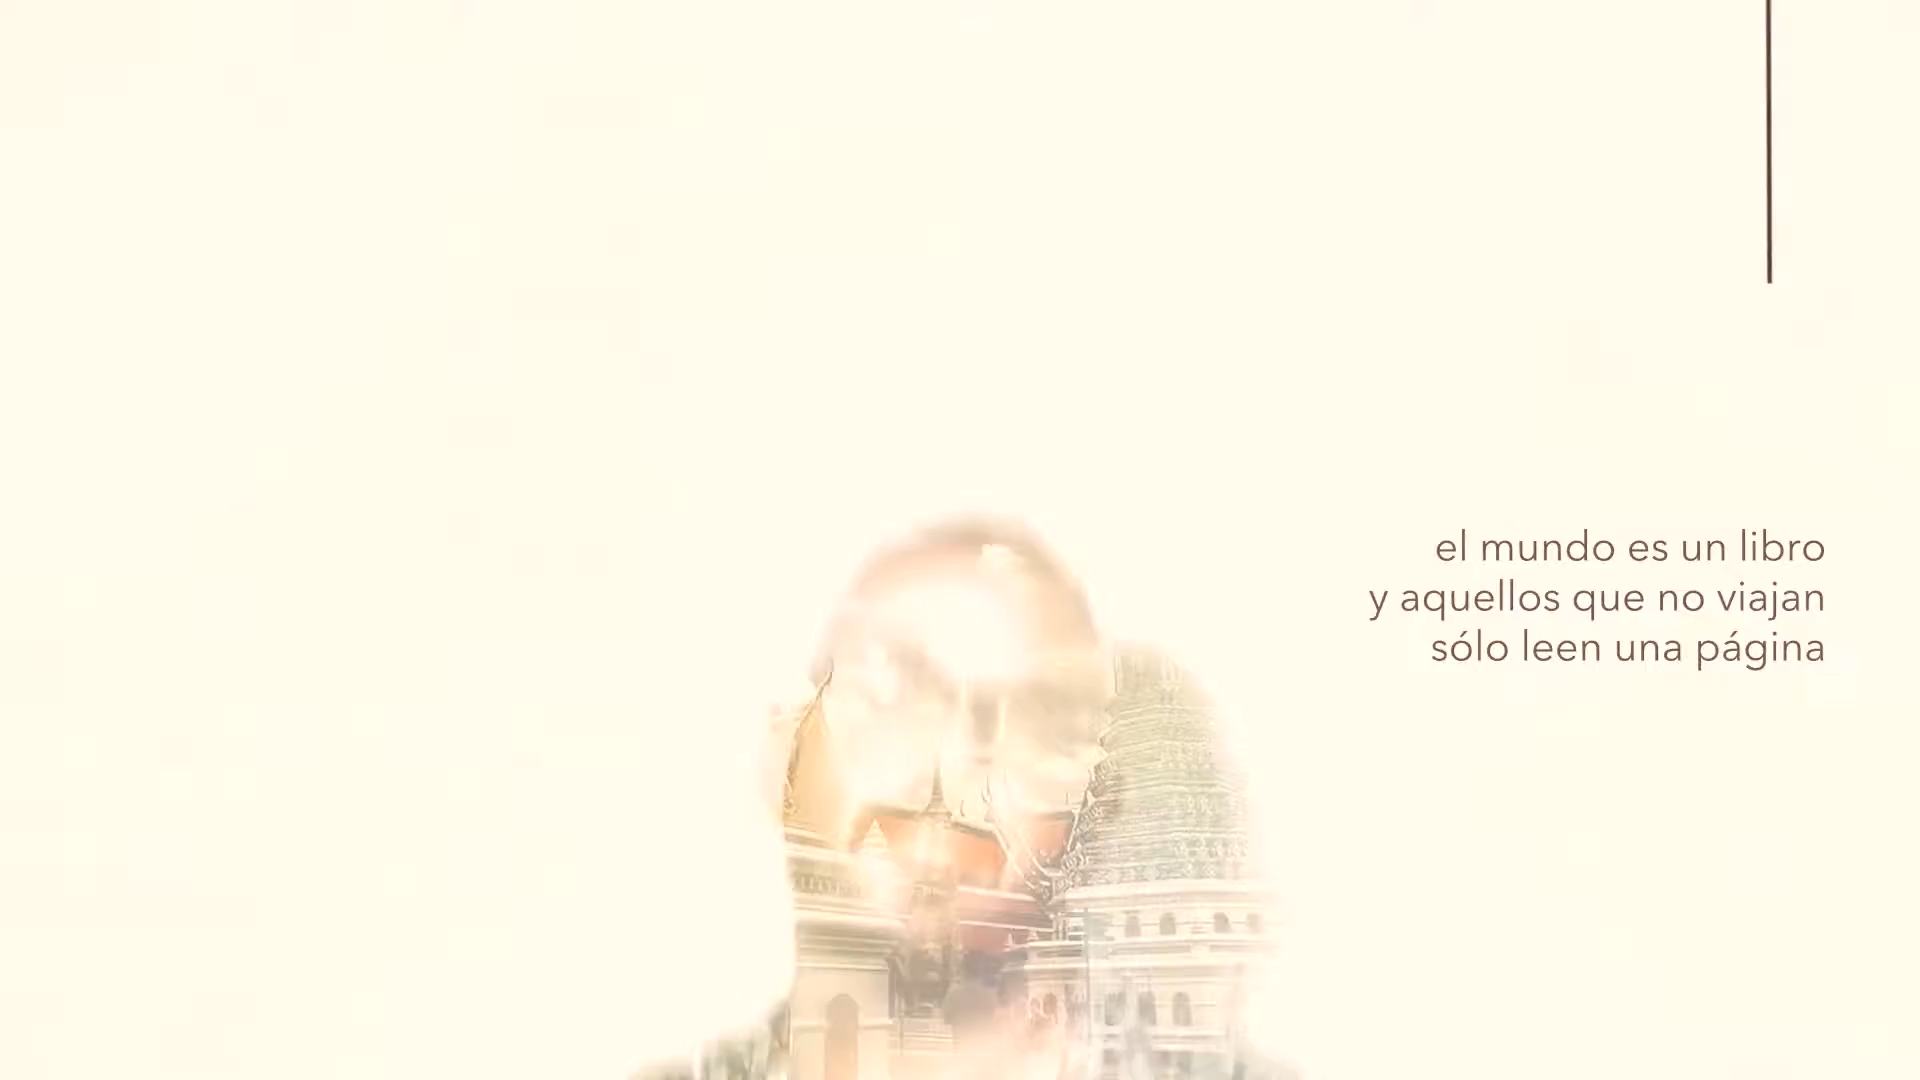 el mundo es un libro
y aquellos que no viajan
sólo leen una página